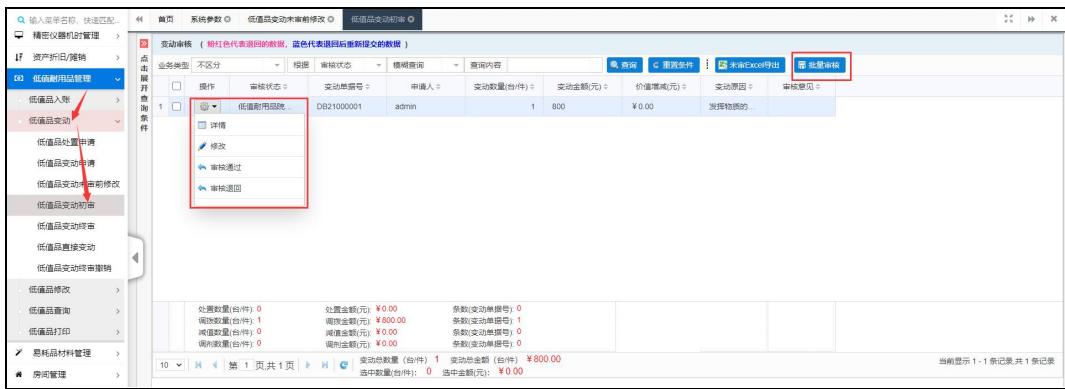 输入菜单名称，快速匹配...
首页 系统参数 低值品变动未审前修改 低值品变动初审
精密仪器机时管理
资产折旧/摊销
低值耐用品管理
低值品入账
低值品变动
低值品处置申请
低值品变动申请
低值品变动未审前修改
低值品变动初审
低值品变动终审
低值品直接变动
低值品变动终审撤销
低值品修改
低值品查询
低值品打印
易耗品材料管理
房间管理
点击展开查询条件
变动审核 ( 粉红色代表退回的数据, 蓝色代表退回后重新提交的数据 )
业务类型 不区分 根据 审核状态 模糊查询 查询内容 查询 重置条件 未审Excel导出 批量审核
操作 审核状态 变动单据号 申请人 变动数量(台/件) 变动金额(元) 价值增减(元) 变动原因 审核意见
1 低值耐用品院... DB21000001 admin 1 800 ¥0.00 发挥物质的...
详情
修改
审核通过
审核退回
处置数量(台/件): 0 处置金额(元): ¥0.00 条数(变动单据号): 0
调拨数量(台/件): 1 调拨金额(元): ¥800.00 条数(变动单据号): 1
减值数量(台/件): 0 减值金额(元): ¥0.00 条数(变动单据号): 0
调剂数量(台/件): 0 调剂金额(元): ¥0.00 条数(变动单据号): 0
10 第 1 页,共 1 页 变动总数量（台/件） 1 变动总金额（台/件） ¥800.00
选中数量(台/件): 0 选中金额(元): ¥0.00
当前显示 1 - 1 条记录,共 1 条记录